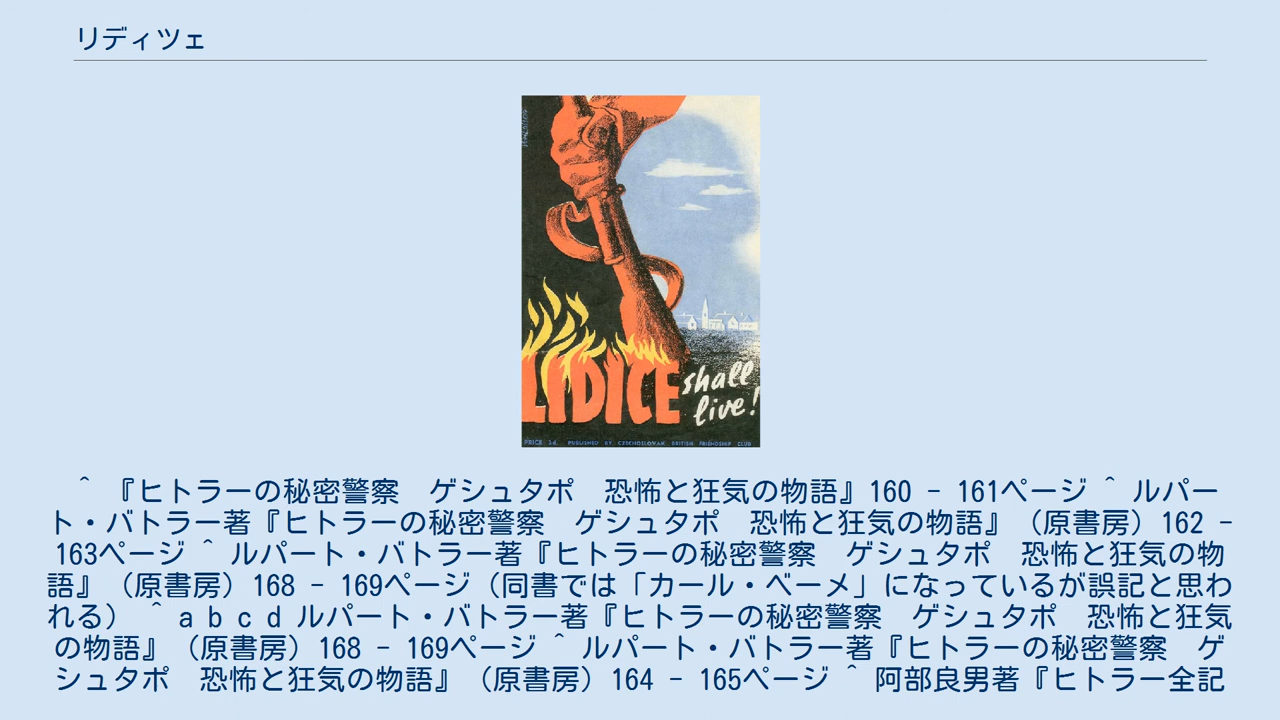 リディツェ
LIDICE shall
live!
PRICE 3d. PUBLISHED BY CZECHOSLOVAK BRITISH FRIENDSHIP CLUB
^ 『ヒトラーの秘密警察　ゲシュタポ　恐怖と狂気の物語』160 - 161ページ ^ ルパー
ト・バトラー著『ヒトラーの秘密警察　ゲシュタポ　恐怖と狂気の物語』（原書房）162 -
163ページ ^ ルパート・バトラー著『ヒトラーの秘密警察　ゲシュタポ　恐怖と狂気の物
語』（原書房）168 - 169ページ（同書では「カール・ベーメ」になっているが誤記と思わ
れる） ^ a b c d ルパート・バトラー著『ヒトラーの秘密警察　ゲシュタポ　恐怖と狂気
の物語』（原書房）168 - 169ページ ^ ルパート・バトラー著『ヒトラーの秘密警察　ゲ
シュタポ　恐怖と狂気の物語』（原書房）164 - 165ページ ^ 阿部良男著『ヒトラー全記